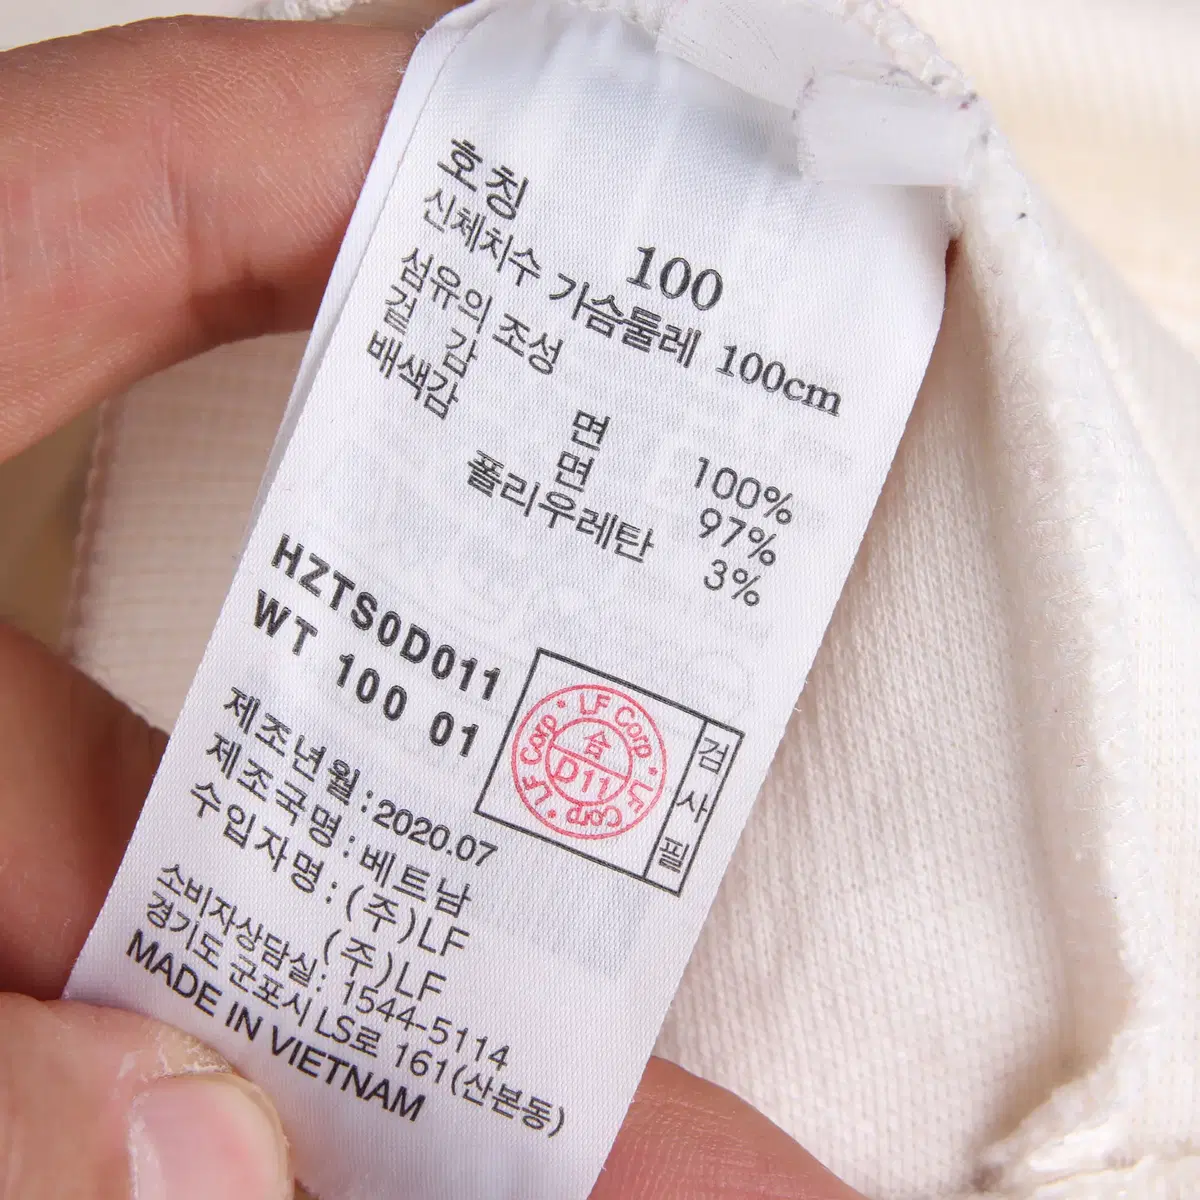 호칭 100
신체치수 가슴둘레 100cm
섬유의 조성
겉 감 면 100%
배색감 면 97%
폴리우레탄 3%
HZTS0D011
WT 100 01
LF Corp · LF Corp · LF Corp ·
合
D11
검사필
제조년월 : 2020.07
제조국명 : 베트남
수입자명 : (주)LF
(주)LF
소비자상담실: 1544-5114
경기도 군포시 LS로 161(산본동)
MADE IN VIETNAM